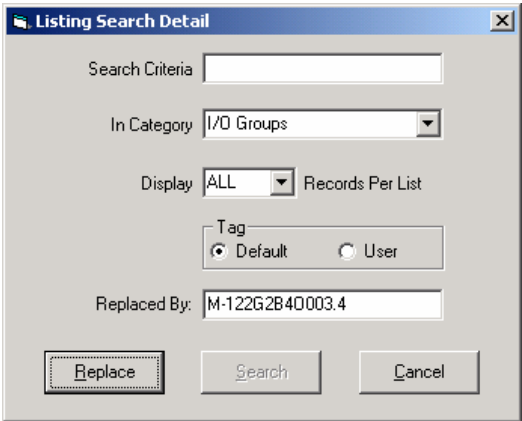 Listing Search Detail
Search Criteria
In Category I/O Groups
Display ALL Records Per List
Tag
Default User
Replaced By: M-122G2B4O003.4
Replace Search Cancel